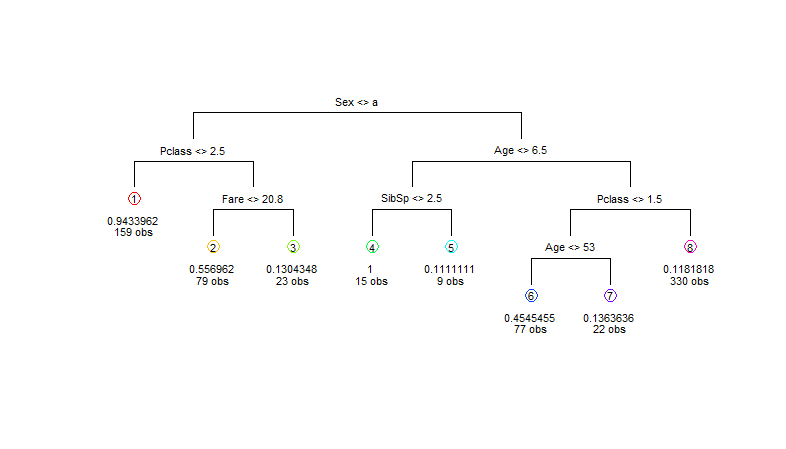 Sex <> a
Pclass <> 2.5
Age <> 6.5
1
0.9433962
159 obs
Fare <> 20.8
SibSp <> 2.5
Pclass <> 1.5
2
0.556962
79 obs
3
0.1304348
23 obs
4
1
15 obs
5
0.1111111
9 obs
Age <> 53
8
0.1181818
330 obs
6
0.4545455
77 obs
7
0.1363636
22 obs